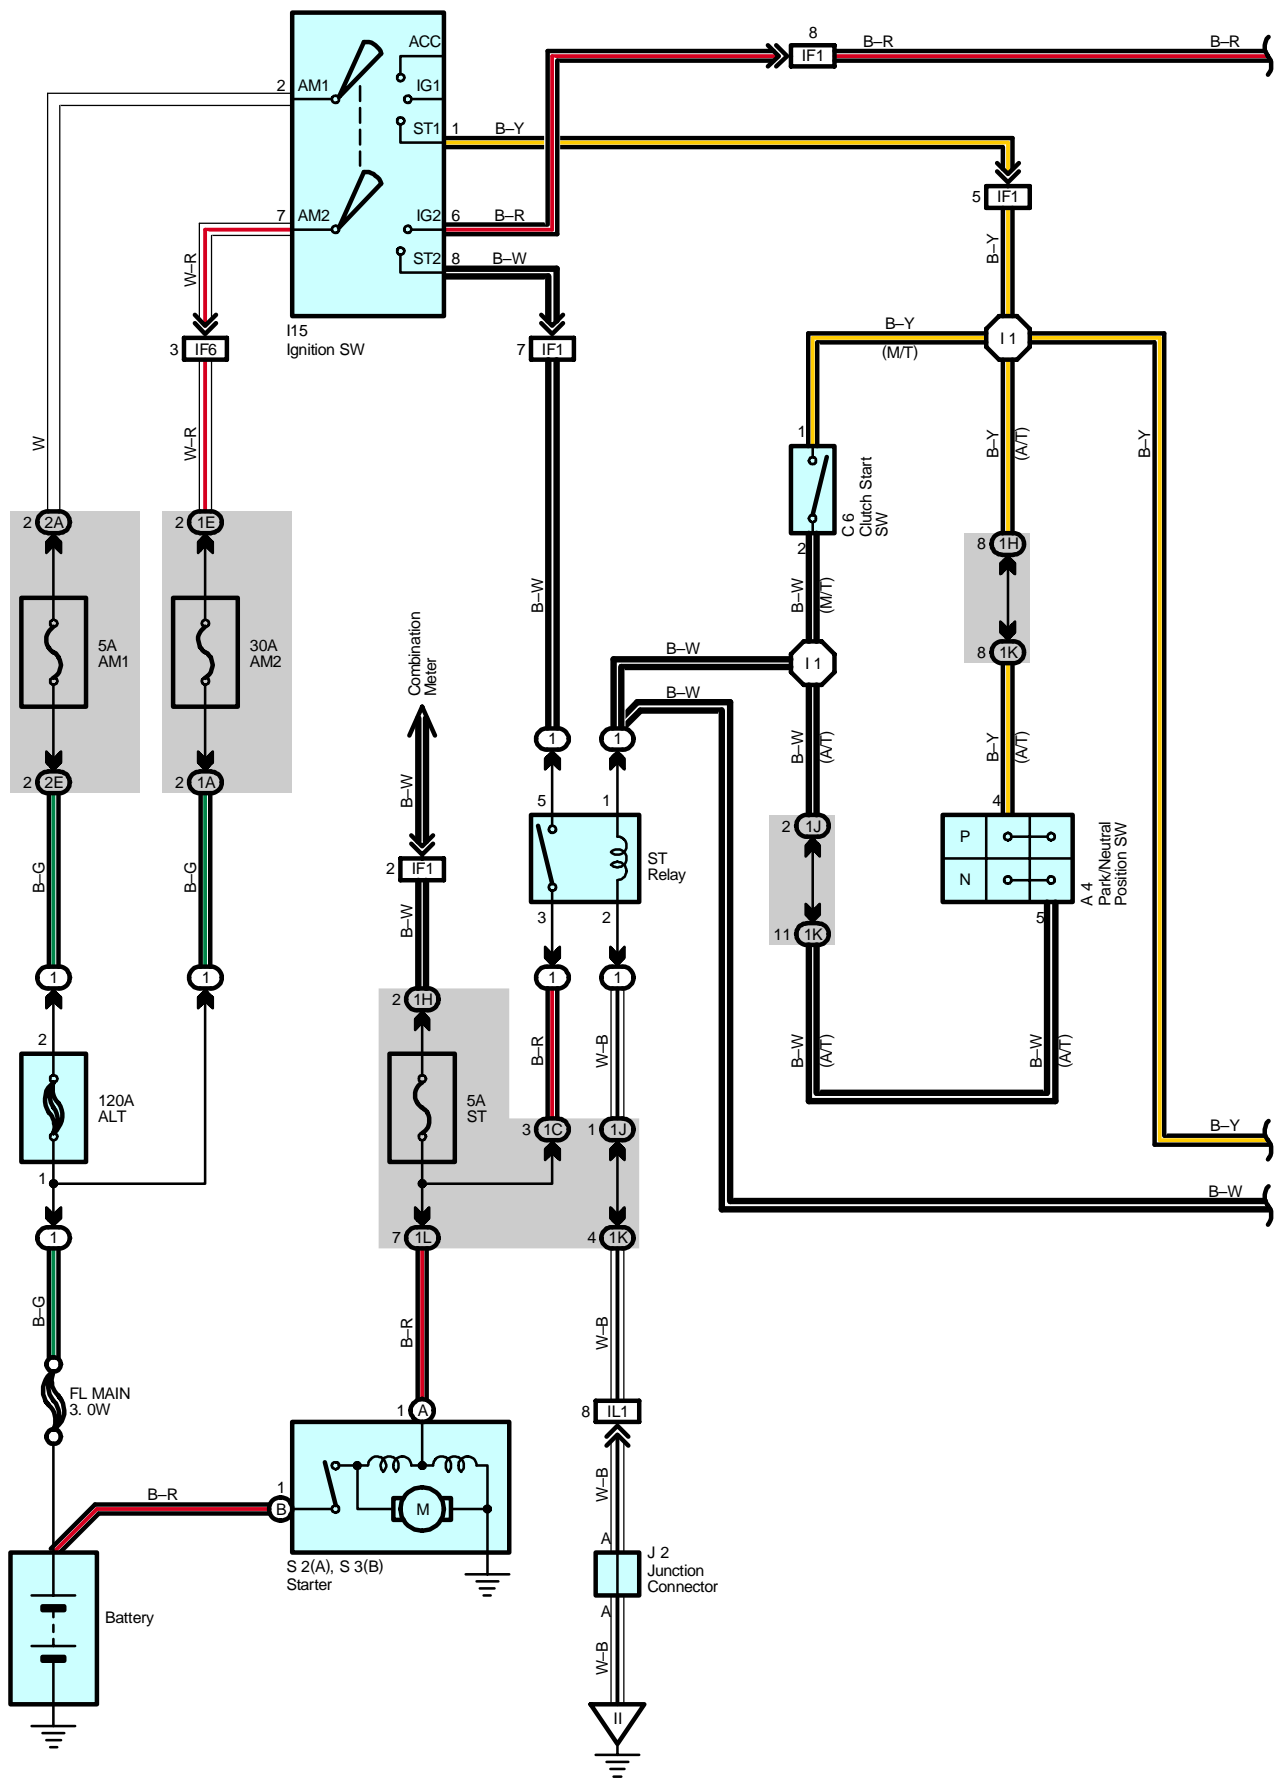 8
ACC
B–R
B–R
IF1
2
AM1
IG1
ST1
1
B–Y
5
IF1
7
AM2
IG2
6
B–R
B–Y
W–R
ST2
8
B–W
I15
Ignition SW
3
IF6
7
IF1
B–Y
(M/T)
I 1
W
W–R
1
B–Y
(A/T)
B–Y
C 6
Clutch Start
SW
2
2
2A
2
1E
8
1H
B–W
B–W
(M/T)
5A
AM1
30A
AM2
Combination
Meter
B–W
I 1
8
1K
B–W
B–W
(A/T)
B–Y
(A/T)
1
1
2
2E
2
1A
B–W
5
1
4
2
1J
P
N
ST
Relay
A 4
Park/Neutral
Position SW
B–G
B–G
2
IF1
3
2
5
B–W
11
1K
1
1
1
1
2
1H
2
B–R
W–B
B–W
(A/T)
B–W
(A/T)
120A
ALT
5A
ST
3
1C
1
1J
B–Y
1
B–W
1
7
1L
4
1K
B–G
B–R
W–B
FL MAIN
3. 0W
1
A
8
IL1
B–R
1
B
M
W–B
A
J 2
Junction
Connector
S 2(A), S 3(B)
Starter
A
Battery
W–B
II